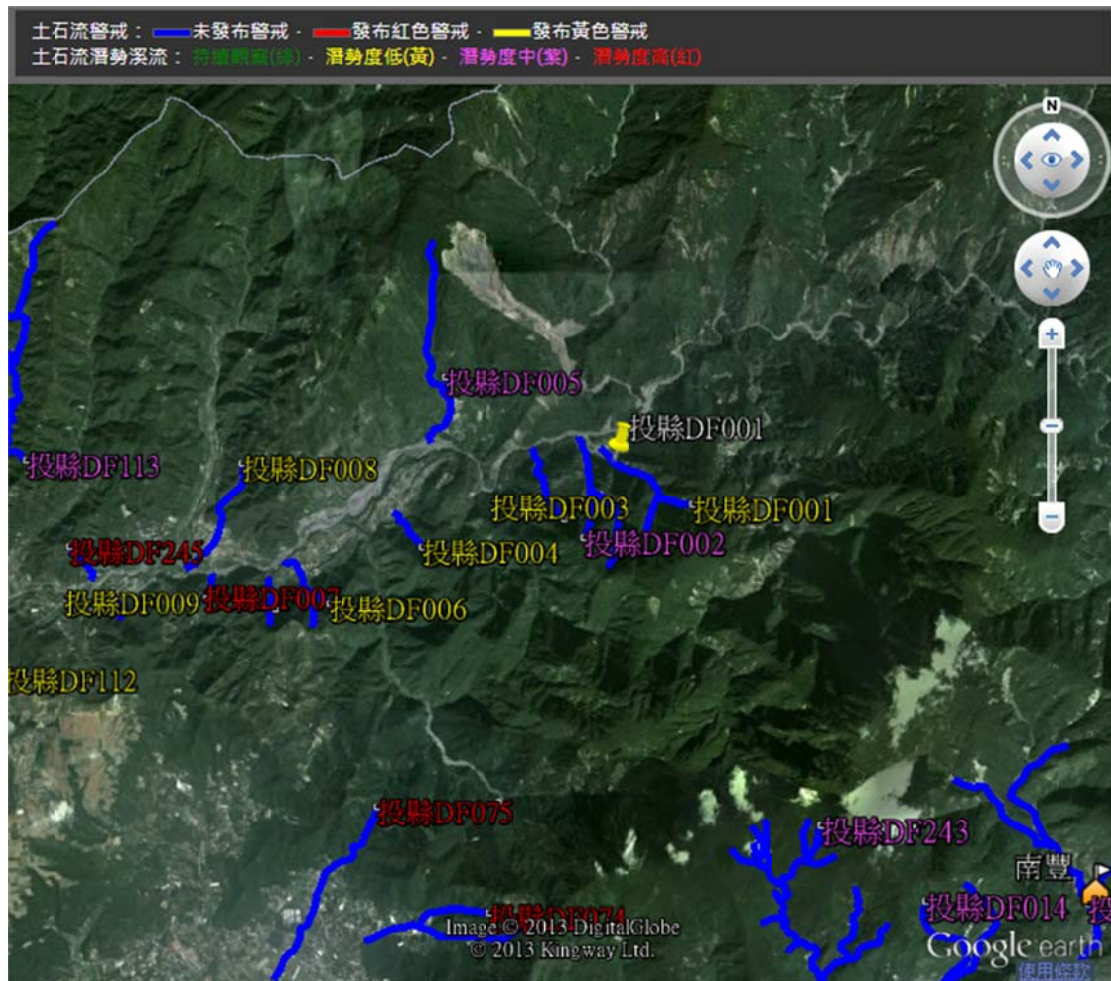 土石流警戒： 未發布警戒 - 發布紅色警戒 - 發布黃色警戒
土石流潛勢溪流： 持續觀察(綠) - 潛勢度低(黃) - 潛勢度中(紫) - 潛勢度高(紅)
N
投縣DF005
投縣DF001
投縣DF113
投縣DF008
投縣DF003
投縣DF001
投縣DF002
投縣DF245
投縣DF004
投縣DF009
投縣DF007
投縣DF006
投縣DF112
投縣DF075
投縣DF243
南豐
投縣DF014
投
投縣DF074
Image © 2013 DigitalGlobe
© 2013 Kingway Ltd.
Google earth
使用條款